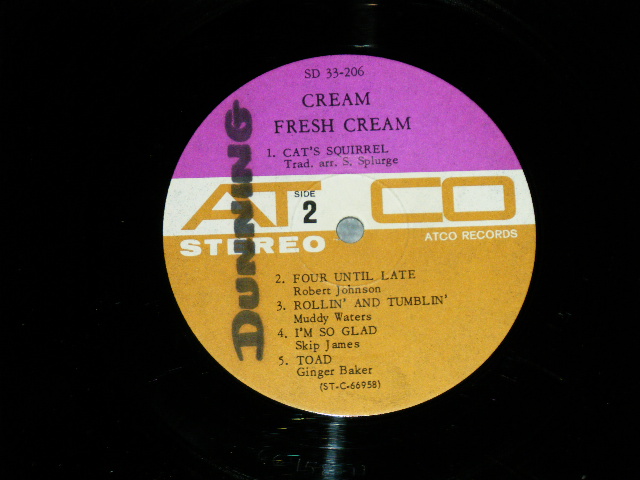 SD 33-206
CREAM
FRESH CREAM
1. CAT'S SQUIRREL
Trad. arr. S. Splurge
ATCO
SIDE
2
STEREO
ATCO RECORDS
DUNNING
2. FOUR UNTIL LATE
Robert Johnson
3. ROLLIN' AND TUMBLIN'
Muddy Waters
4. I'M SO GLAD
Skip James
5. TOAD
Ginger Baker
(ST-C-66958)